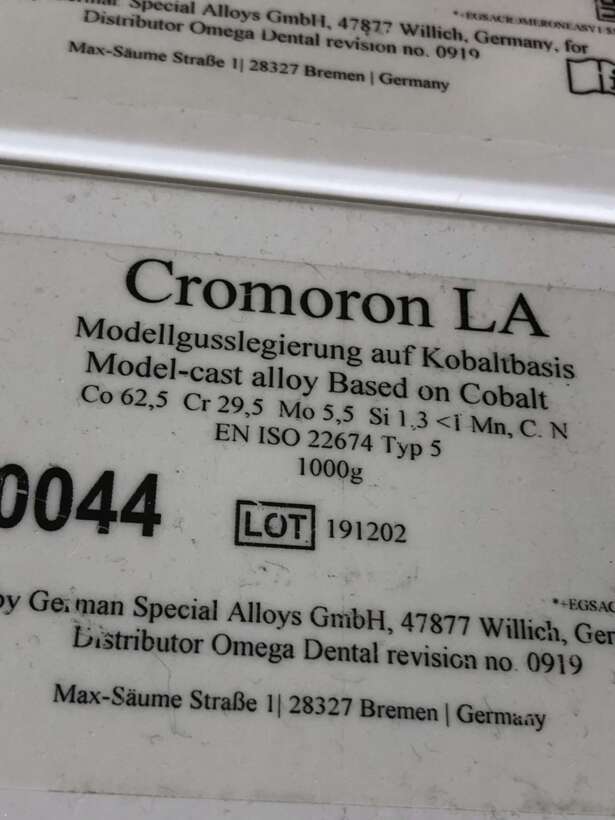 Special Alloys GmbH, 47877 Willich, Germany, for
Distributor Omega Dental revision no. 0919
Max-Säume Straße 1| 28327 Bremen | Germany
Cromoron LA
Modellgusslegierung auf Kobaltbasis
Model-cast alloy Based on Cobalt
Co 62,5 Cr 29,5 Mo 5,5 Si 1,3 <1 Mn, C. N
EN ISO 22674 Typ 5
1000g
0044
LOT 191202
*+EGSAC
by German Special Alloys GmbH, 47877 Willich, Ger
Distributor Omega Dental revision no. 0919
Max-Säume Straße 1| 28327 Bremen | Germany